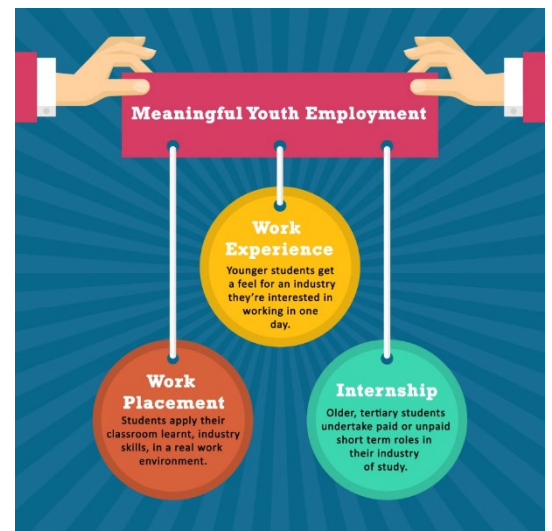 Meaningful Youth Employment
Work
Experience
Younger students get
a feel for an industry
they're interested in
working in one
day.
Work
Placement
Students apply their
classroom learnt, industry
skills, in a real work
environment.
Internship
Older, tertiary students
undertake paid or unpaid
short term roles in
their industry
of study.